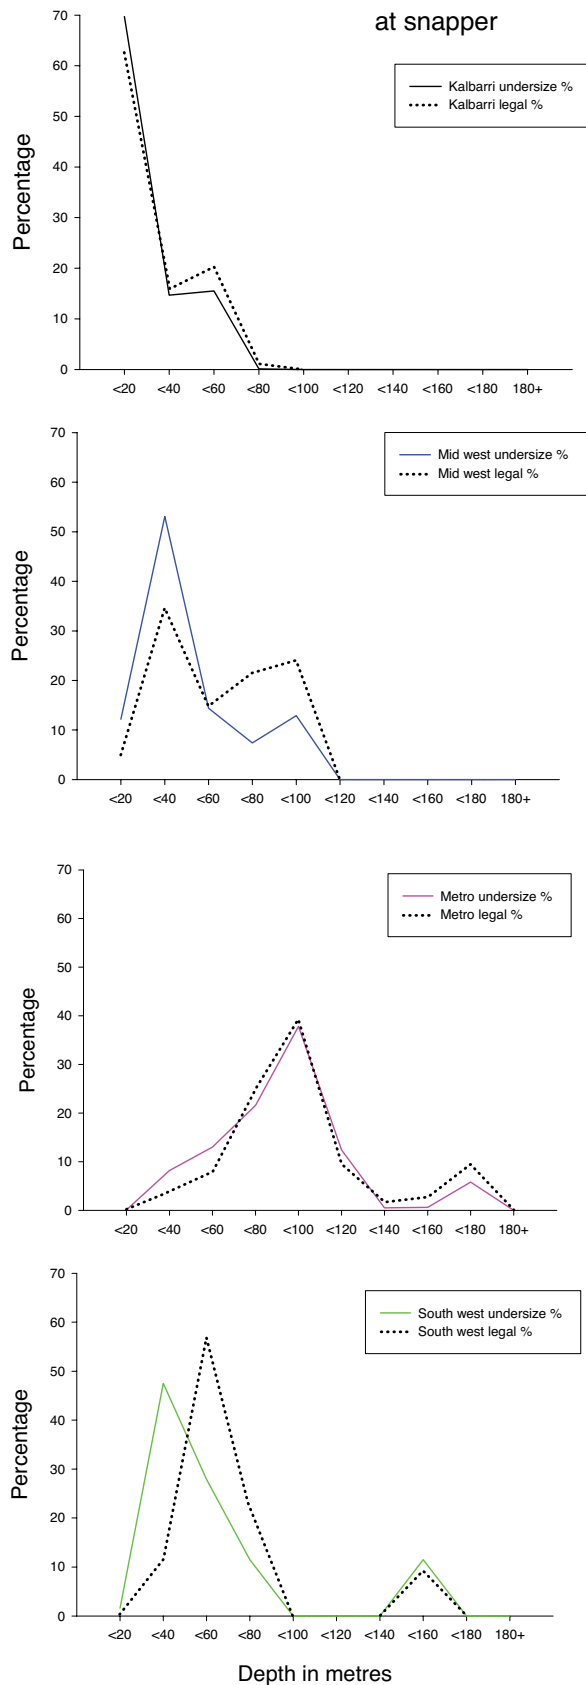 at snapper
70
60
50
40
30
20
10
0
Percentage
Kalbarri undersize %
Kalbarri legal %
<20 <40 <60 <80 <100 <120 <140 <160 <180 180+
70
60
50
40
30
20
10
0
Percentage
Mid west undersize %
Mid west legal %
<20 <40 <60 <80 <100 <120 <140 <160 <180 180+
70
60
50
40
30
20
10
0
Percentage
Metro undersize %
Metro legal %
<20 <40 <60 <80 <100 <120 <140 <160 <180 180+
70
60
50
40
30
20
10
0
Percentage
South west undersize %
South west legal %
<20 <40 <60 <80 <100 <120 <140 <160 <180 180+
Depth in metres